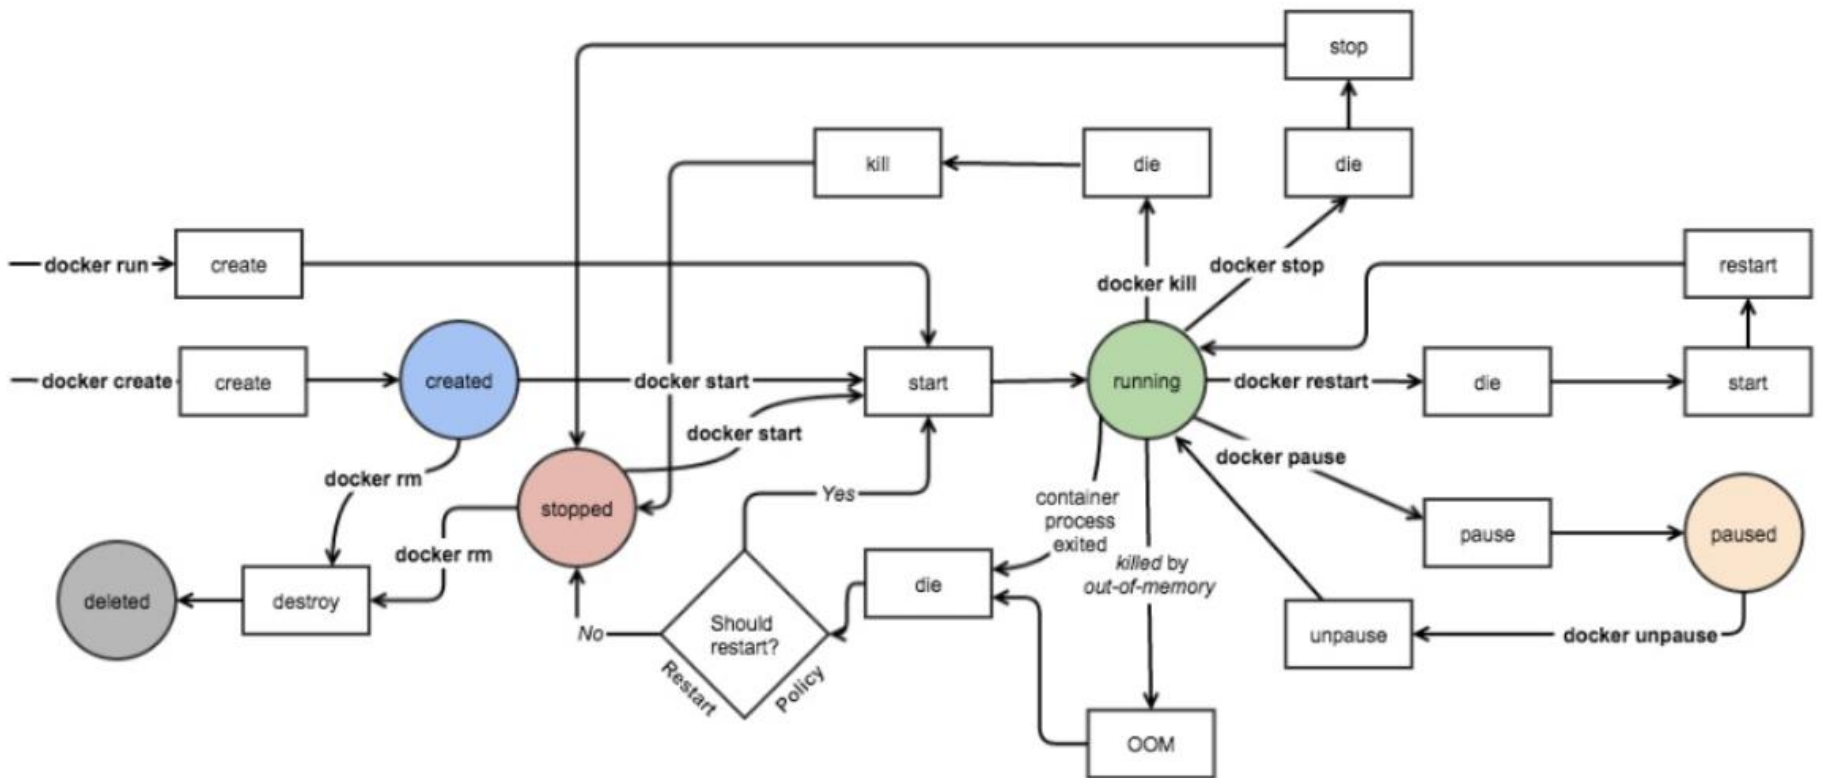 stop
kill
die
die
docker run
create
docker kill
docker stop
restart
docker create
create
created
docker start
start
running
docker restart
die
start
docker start
docker rm
stopped
Yes
container
process
exited
docker pause
pause
paused
docker rm
killed by
out-of-memory
deleted
destroy
die
No
Should
restart?
Restart
Policy
unpause
docker unpause
OOM